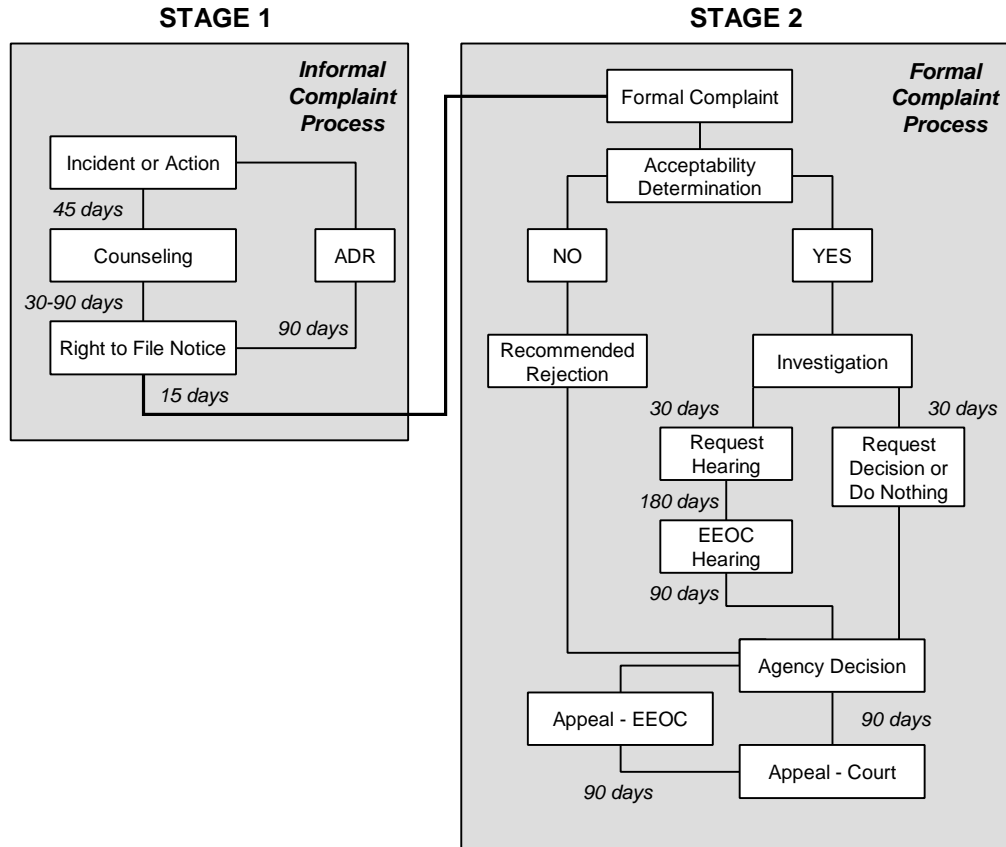 STAGE 1
Informal
Complaint
Process
Incident or Action
45 days
Counseling
ADR
30-90 days
90 days
Right to File Notice
15 days
STAGE 2
Formal
Complaint
Process
Formal Complaint
Acceptability
Determination
NO
YES
Recommended
Rejection
Investigation
30 days
30 days
Request
Hearing
Request
Decision or
Do Nothing
180 days
EEOC
Hearing
90 days
Agency Decision
Appeal - EEOC
90 days
Appeal - Court
90 days